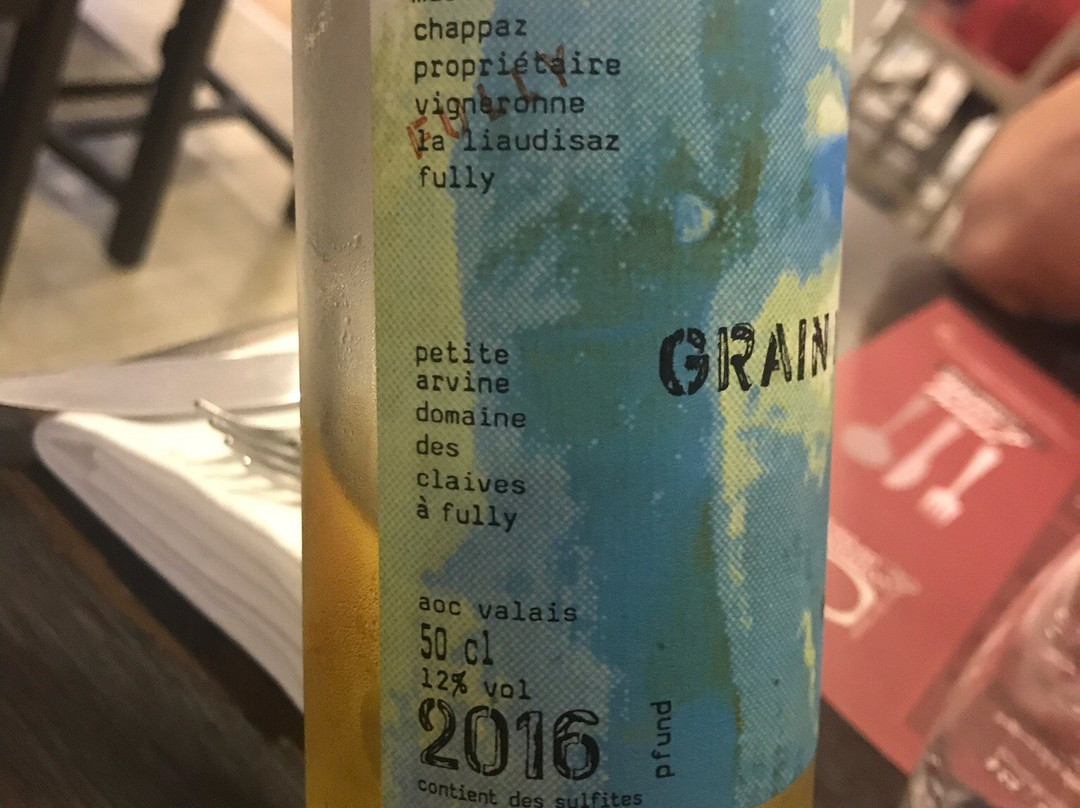 chappaz
propriétaire
vigneronne
la liaudisaz
fully
FULLY
GRAIN
petite
arvine
domaine
des
claives
à fully
aoc valais
50 cl
12% vol
2016
pfund
contient des sulfites